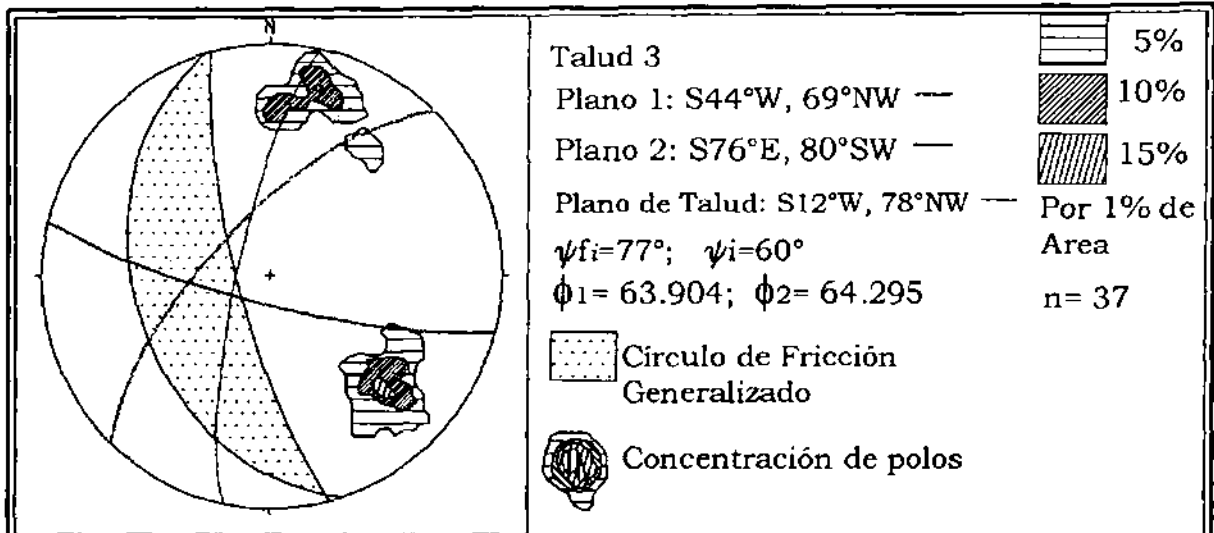 N
Talud 3
Plano 1: S44°W, 69°NW —
Plano 2: S76°E, 80°SW —
Plano de Talud: S12°W, 78°NW —
ψfi=77°; ψi=60°
ϕ1= 63.904; ϕ2= 64.295
Círculo de Fricción
Generalizado
Concentración de polos
5%
10%
15%
Por 1% de
Area
n= 37